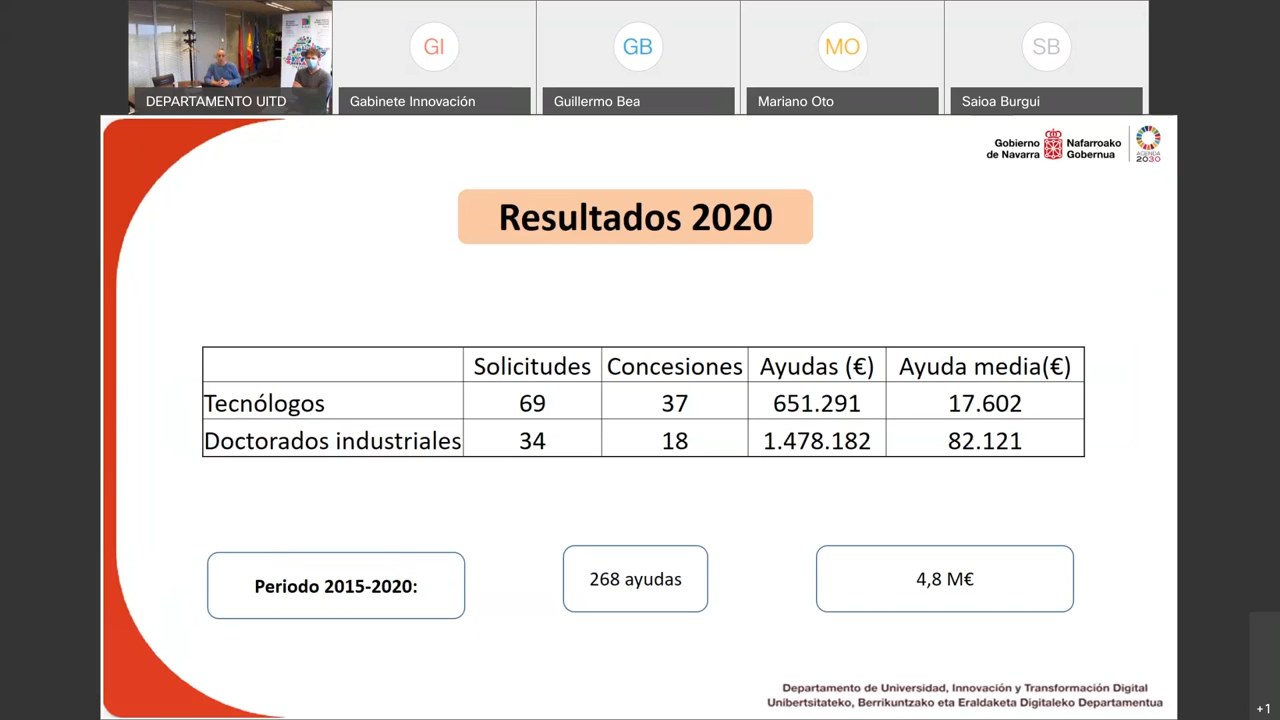 GI
GB
MO
SB
DEPARTAMENTO UITD
Gabinete Innovación
Guillermo Bea
Mariano Oto
Saioa Burgui
Gobierno
de Navarra
Nafarroako
Gobernua
AGENDA
2030
Resultados 2020
Solicitudes Concesiones Ayudas (€) Ayuda media(€)
Tecnólogos 69 37 651.291 17.602
Doctorados industriales 34 18 1.478.182 82.121
Periodo 2015-2020:
268 ayudas
4,8 M€
Departamento de Universidad, Innovación y Transformación Digital
Unibertsitateko, Berrikuntzako eta Eraldaketa Digitaleko Departamentua
+1